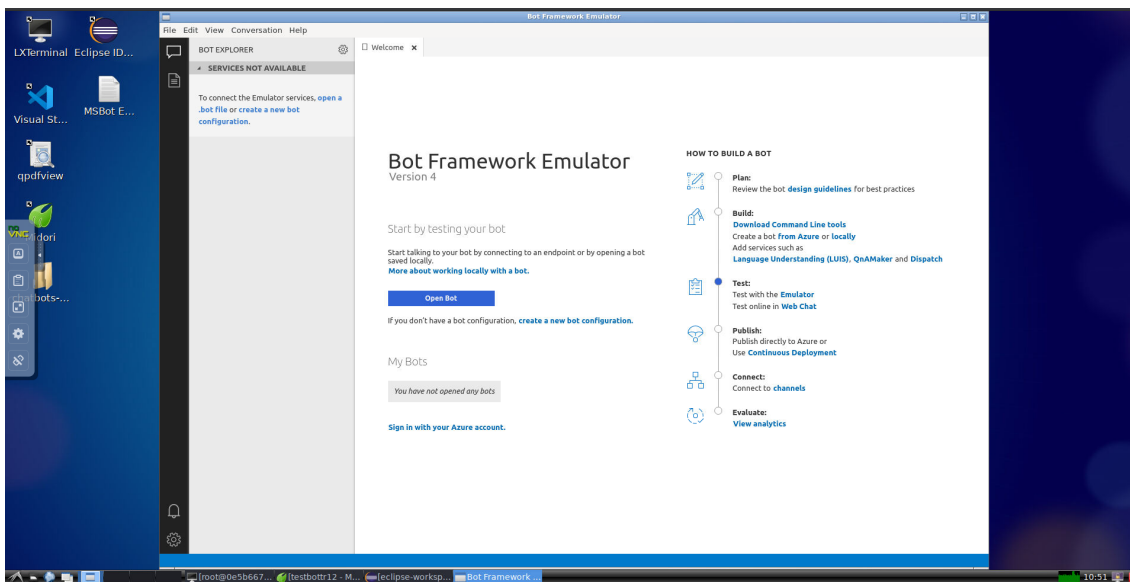 Bot Framework Emulator
File Edit View Conversation Help
LXTerminal
Eclipse ID...
Visual St...
MSBot E...
qpdfview
VNC
chatbots-...
BOT EXPLORER
SERVICES NOT AVAILABLE
To connect the Emulator services, open a
.bot file or create a new bot
configuration.
Welcome
Bot Framework Emulator
Version 4
Start by testing your bot
Start talking to your bot by connecting to an endpoint or by opening a bot
saved locally.
More about working locally with a bot.
Open Bot
If you don't have a bot configuration, create a new bot configuration.
My Bots
You have not opened any bots
Sign in with your Azure account.
HOW TO BUILD A BOT
Plan:
Review the bot design guidelines for best practices
Build:
Download Command Line tools
Create a bot from Azure or locally
Add services such as
Language Understanding (LUIS), QnAMaker and Dispatch
Test:
Test with the Emulator
Test online in Web Chat
Publish:
Publish directly to Azure or
Use Continuous Deployment
Connect:
Connect to channels
Evaluate:
View analytics
[root@0e5b667...
[testbottr12 - M...
[eclipse-worksp...
Bot Framework ...
10:51